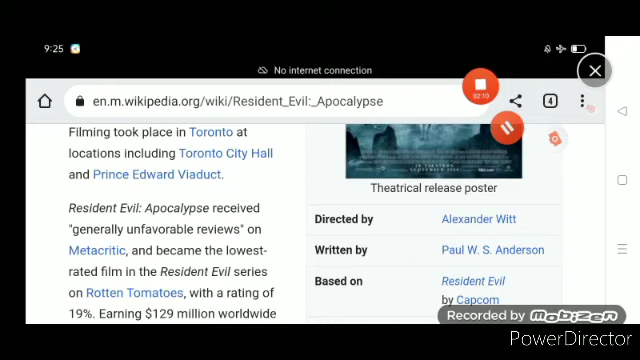 9:25
No internet connection
en.m.wikipedia.org/wiki/Resident_Evil:_Apocalypse
02:10
4
Filming took place in Toronto at
locations including Toronto City Hall
and Prince Edward Viaduct.
Resident Evil: Apocalypse received
"generally unfavorable reviews" on
Metacritic, and became the lowest-
rated film in the Resident Evil series
on Rotten Tomatoes, with a rating of
19%. Earning $129 million worldwide
Theatrical release poster
Directed by Alexander Witt
Written by Paul W. S. Anderson
Based on Resident Evil
by Capcom
Recorded by Mobizen
PowerDirector